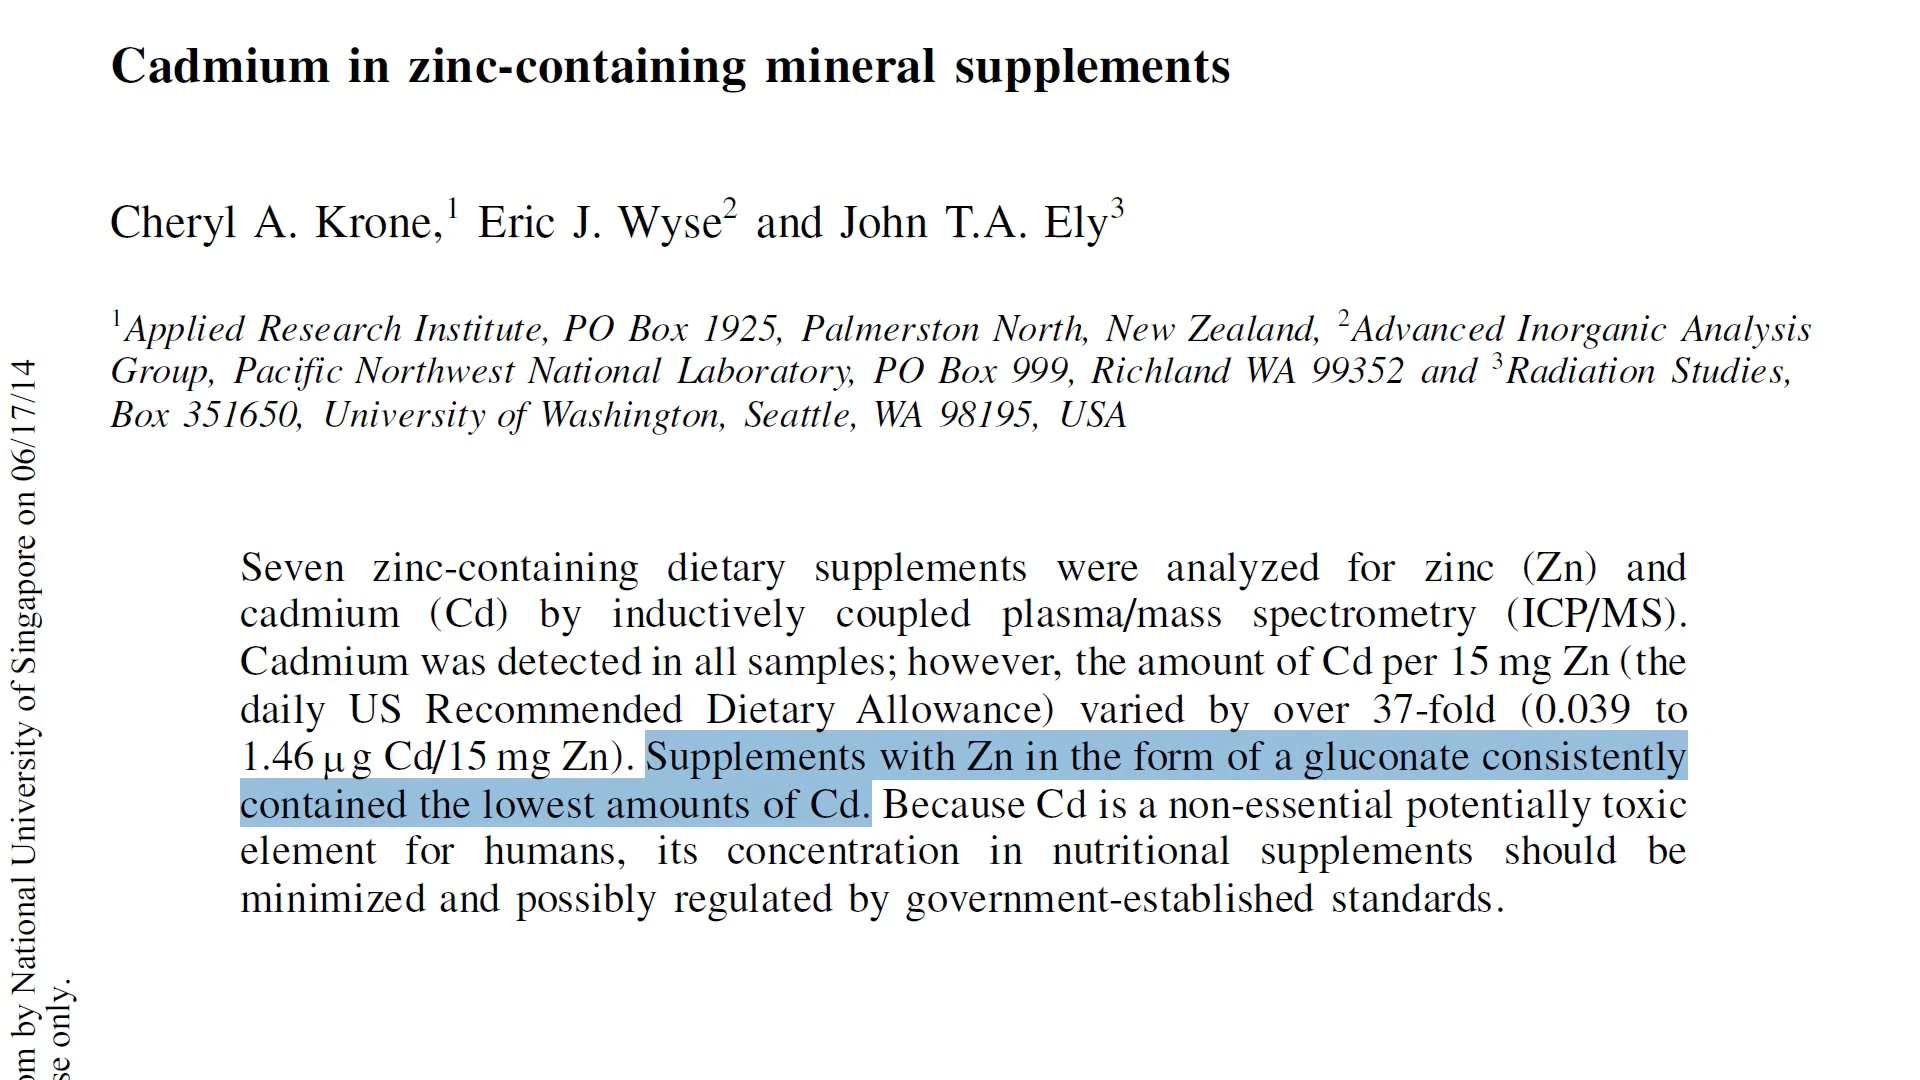 Cadmium in zinc-containing mineral supplements
Cheryl A. Krone,1 Eric J. Wyse2 and John T.A. Ely3
1Applied Research Institute, PO Box 1925, Palmerston North, New Zealand, 2Advanced Inorganic Analysis
Group, Pacific Northwest National Laboratory, PO Box 999, Richland WA 99352 and 3Radiation Studies,
Box 351650, University of Washington, Seattle, WA 98195, USA
Seven zinc-containing dietary supplements were analyzed for zinc (Zn) and
cadmium (Cd) by inductively coupled plasma/mass spectrometry (ICP/MS).
Cadmium was detected in all samples; however, the amount of Cd per 15 mg Zn (the
daily US Recommended Dietary Allowance) varied by over 37-fold (0.039 to
1.46 μg Cd/15 mg Zn). Supplements with Zn in the form of a gluconate consistently
contained the lowest amounts of Cd. Because Cd is a non-essential potentially toxic
element for humans, its concentration in nutritional supplements should be
minimized and possibly regulated by government-established standards.
by National University of Singapore on 06/17/14
only.